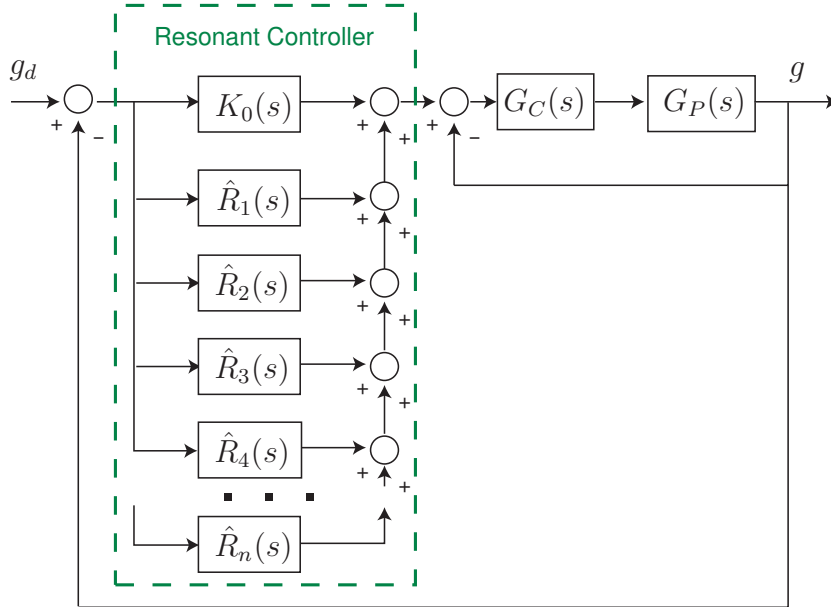 Resonant Controller
g_d
K_0(s)
G_C(s)
G_P(s)
g
+
−
+
+
+
−
R̂_1(s)
+
+
R̂_2(s)
+
+
R̂_3(s)
+
+
R̂_4(s)
+
+
. . .
R̂_n(s)